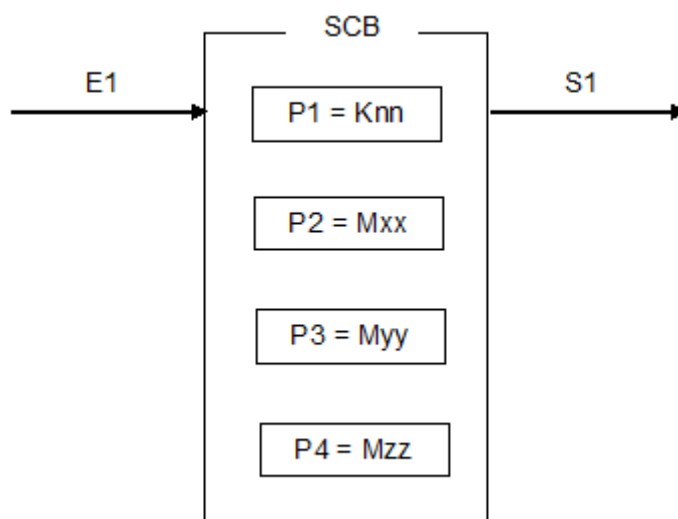 SCB
E1
S1
P1 = Knn
P2 = Mxx
P3 = Myy
P4 = Mzz